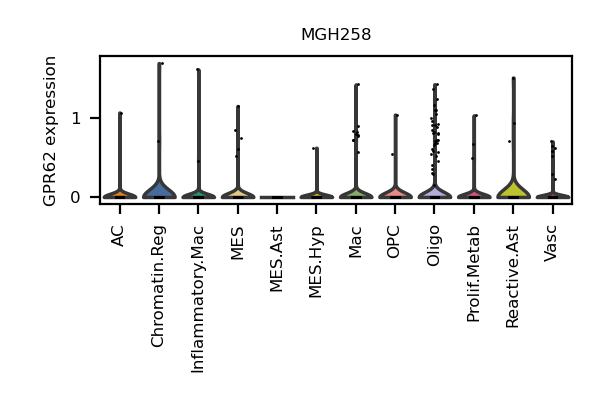 MGH258
GPR62 expression
1
0
AC
Chromatin.Reg
Inflammatory.Mac
MES
MES.Ast
MES.Hyp
Mac
OPC
Oligo
Prolif.Metab
Reactive.Ast
Vasc